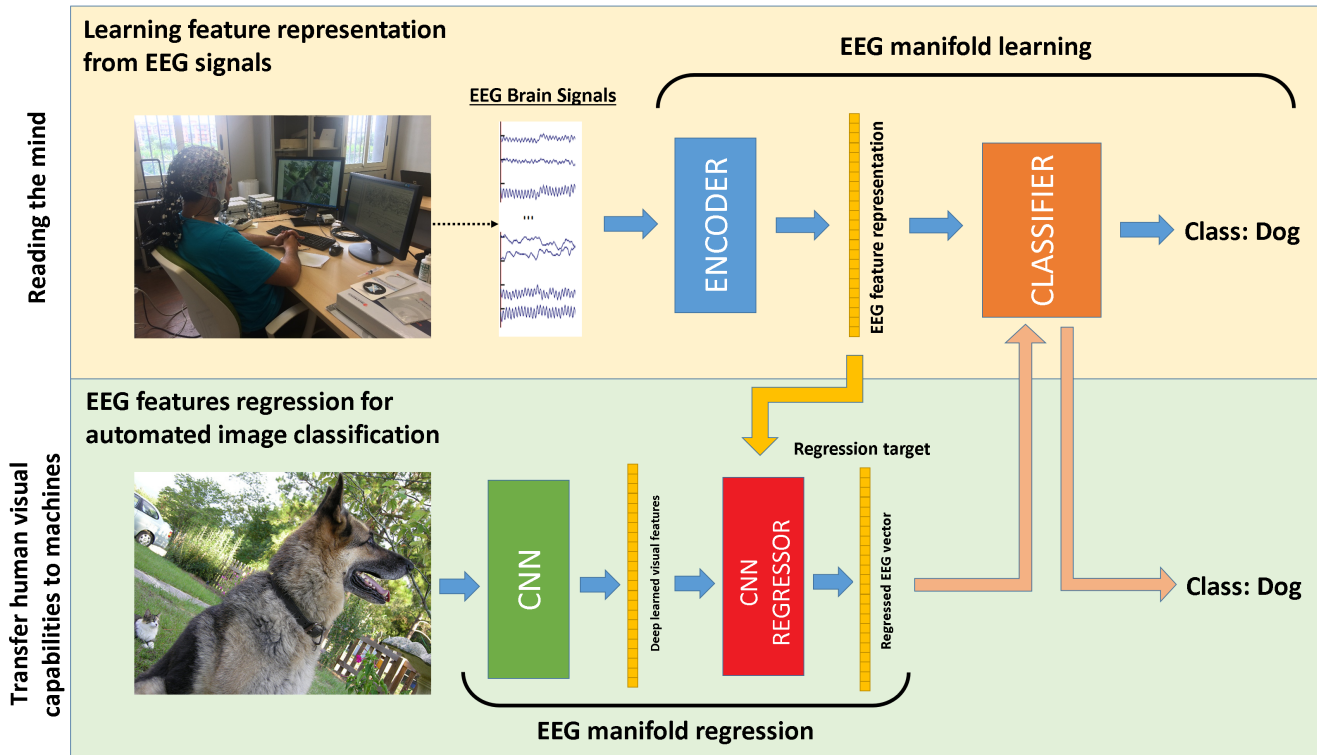 Learning feature representation
from EEG signals
EEG manifold learning
EEG Brain Signals
Reading the mind
...
ENCODER
EEG feature representation
CLASSIFIER
Class: Dog
EEG features regression for
automated image classification
Regression target
Transfer human visual
capabilities to machines
CNN
Deep learned visual features
CNN
REGRESSOR
Regressed EEG vector
Class: Dog
EEG manifold regression